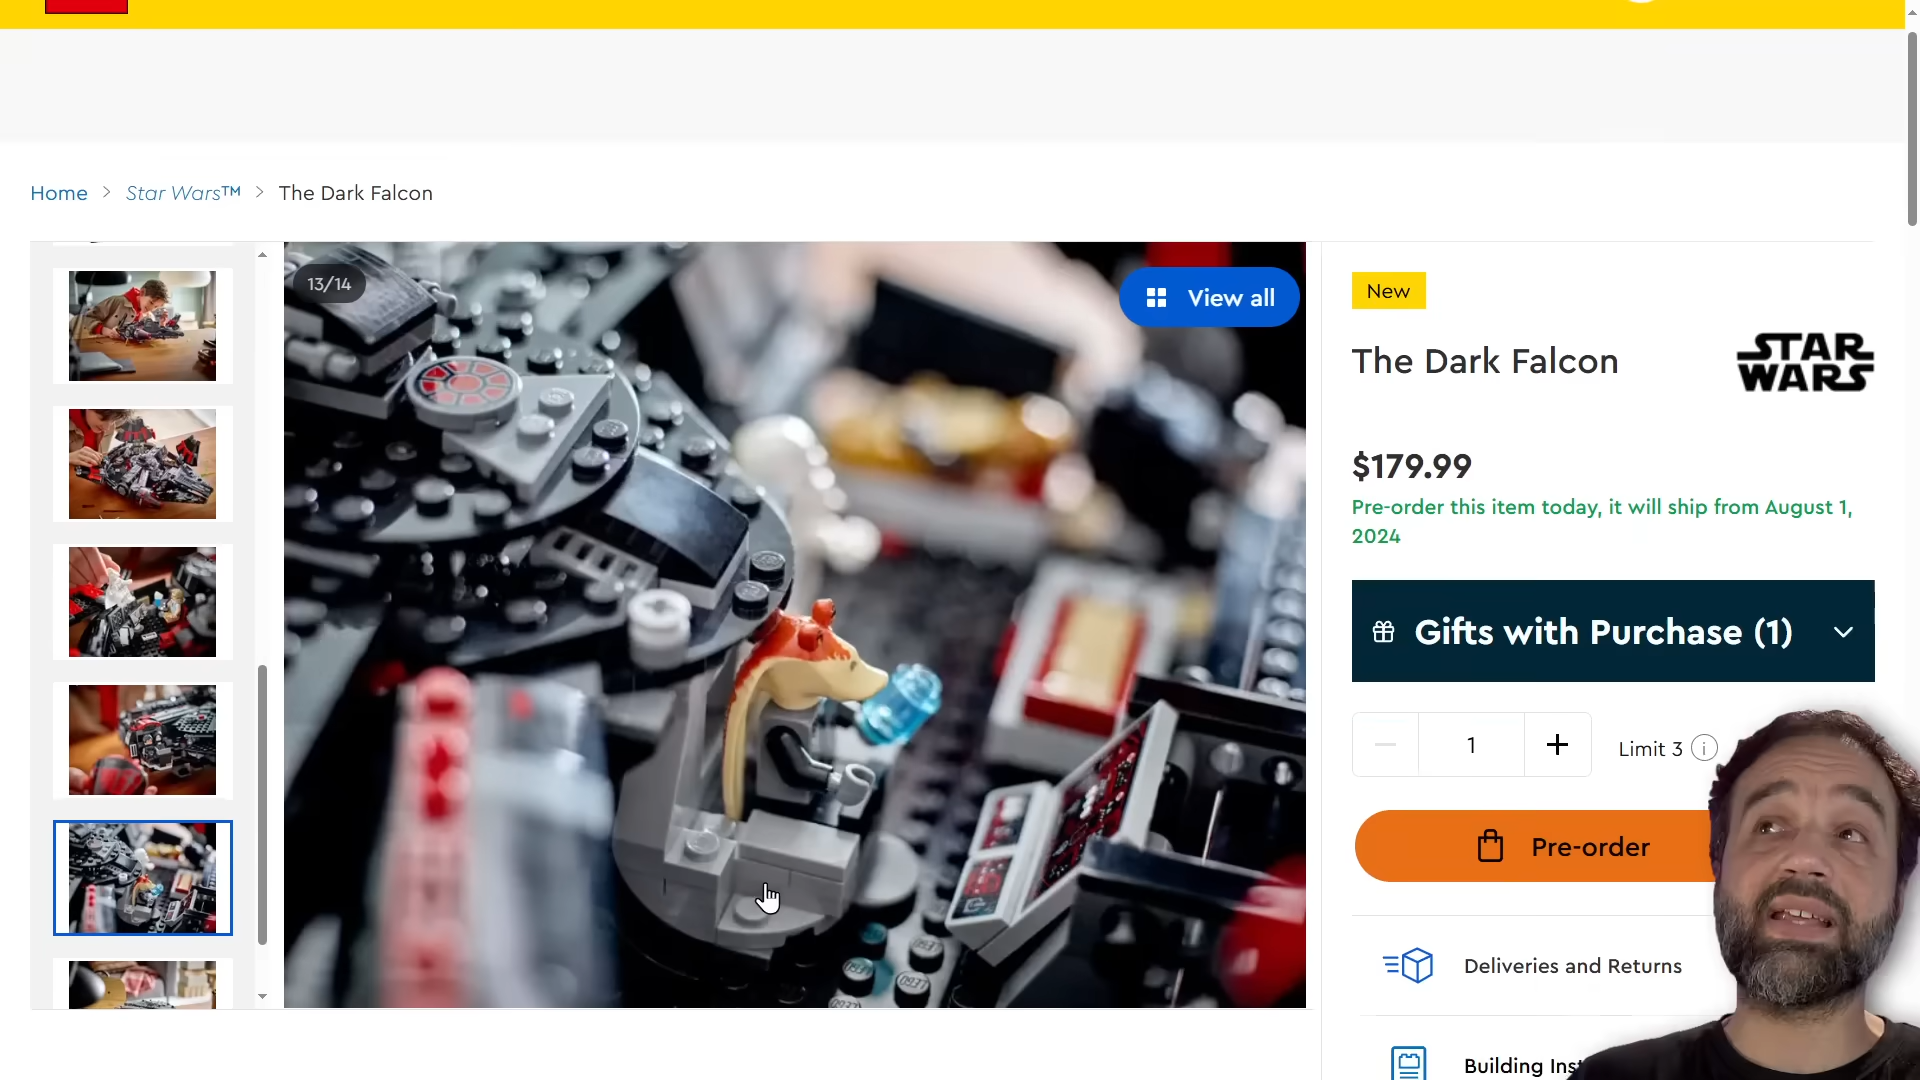 Home > Star Wars™ > The Dark Falcon
13/14
View all
New
The Dark Falcon
STAR
WARS
$179.99
Pre-order this item today, it will ship from August 1,
2024
Gifts with Purchase (1)
1
Limit 3
Pre-order
Deliveries and Returns
Building